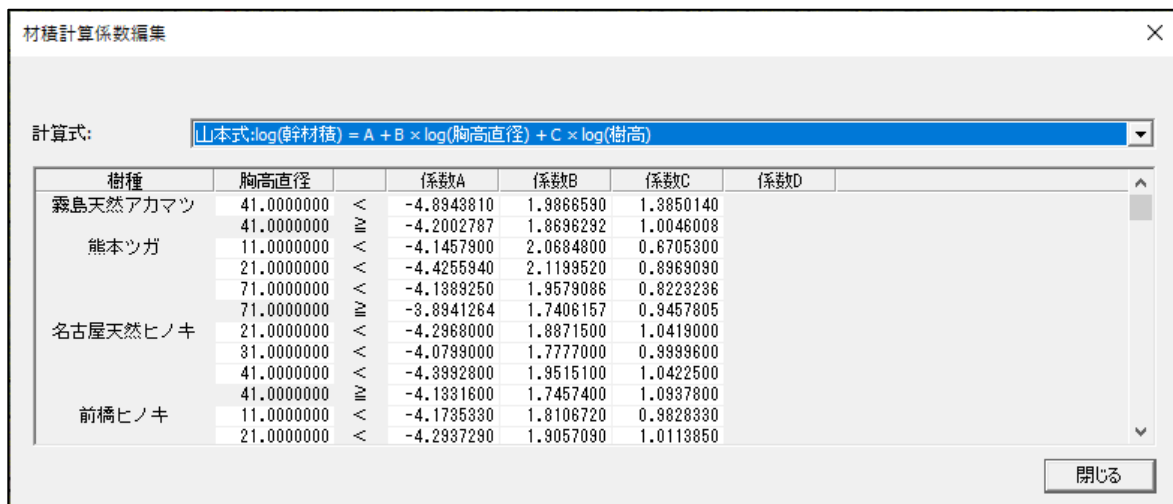 材積計算係数編集
計算式: 山本式:log(幹材積) = A + B × log(胸高直径) + C × log(樹高)
樹種 胸高直径 係数A 係数B 係数C 係数D
霧島天然アカマツ 41.0000000 < -4.8943810 1.9866590 1.3850140
41.0000000 ≧ -4.2002787 1.8696292 1.0046008
熊本ツガ 11.0000000 < -4.1457900 2.0684800 0.6705300
21.0000000 < -4.4255940 2.1199520 0.8969090
71.0000000 < -4.1389250 1.9579086 0.8223236
71.0000000 ≧ -3.8941264 1.7406157 0.9457805
名古屋天然ヒノキ 21.0000000 < -4.2968000 1.8871500 1.0419000
31.0000000 < -4.0799000 1.7777000 0.9999600
41.0000000 < -4.3992800 1.9515100 1.0422500
41.0000000 ≧ -4.1331600 1.7457400 1.0937800
前橋ヒノキ 11.0000000 < -4.1735330 1.8106720 0.9828330
21.0000000 < -4.2937290 1.9057090 1.0113850
閉じる